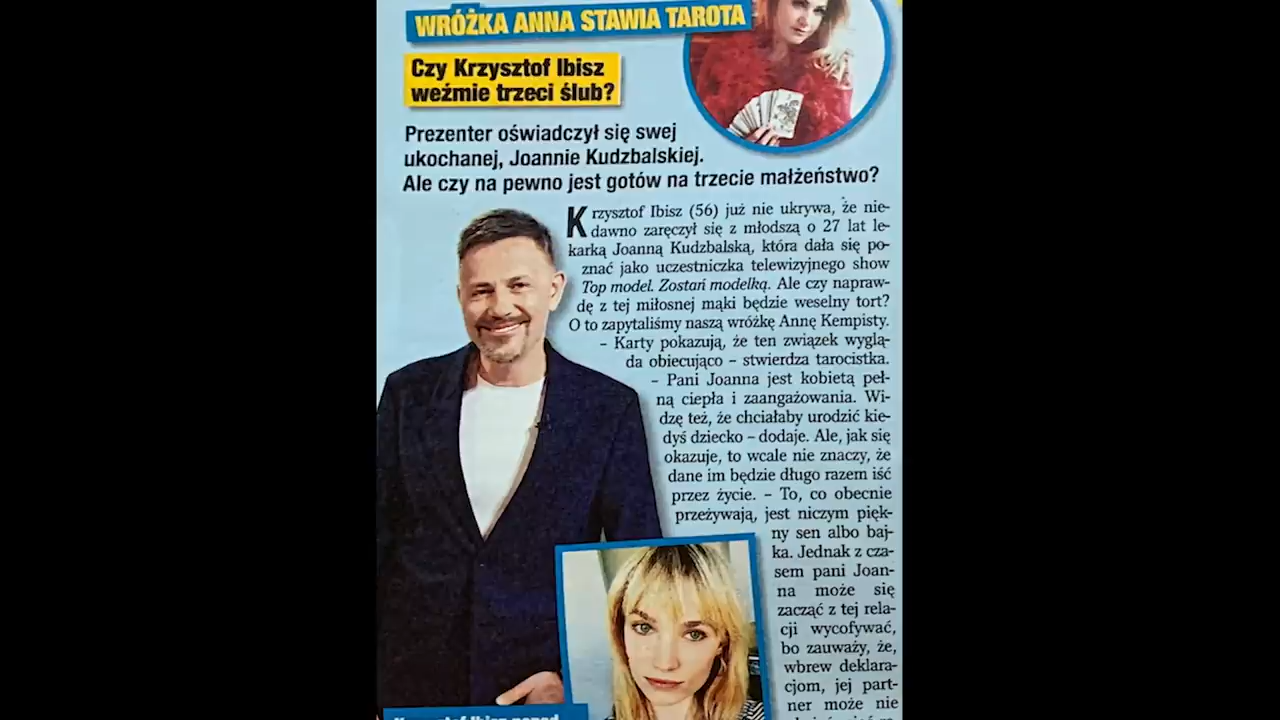 WRÓŻKA ANNA STAWIA TAROTA
Czy Krzysztof Ibisz
weźmie trzeci ślub?
Prezenter oświadczył się swej
ukochanej, Joannie Kudzbalskiej.
Ale czy na pewno jest gotów na trzecie małżeństwo?
Krzysztof Ibisz (56) już nie ukrywa, że nie-
dawno zaręczył się z młodszą o 27 lat le-
karką Joanną Kudzbalską, która dała się po-
znać jako uczestniczka telewizyjnego show
Top model. Zostań modelką. Ale czy napraw-
dę z tej miłosnej mąki będzie weselny tort?
O to zapytaliśmy naszą wróżkę Annę Kempisty.
– Karty pokazują, że ten związek wyglą-
da obiecująco – stwierdza tarocistka.
– Pani Joanna jest kobietą peł-
ną ciepła i zaangażowania. Wi-
dzę też, że chciałaby urodzić kie-
dyś dziecko – dodaje. Ale, jak się
okazuje, to wcale nie znaczy, że
dane im będzie długo razem iść
przez życie. – To, co obecnie
przeżywają, jest niczym pięk-
ny sen albo baj-
ka. Jednak z cza-
sem pani Joan-
na może się
zacząć z tej rela-
cji wycofywać,
bo zauważy, że,
wbrew deklara-
cjom, jej part-
ner może nie
Krzysztof Ibisz ponad